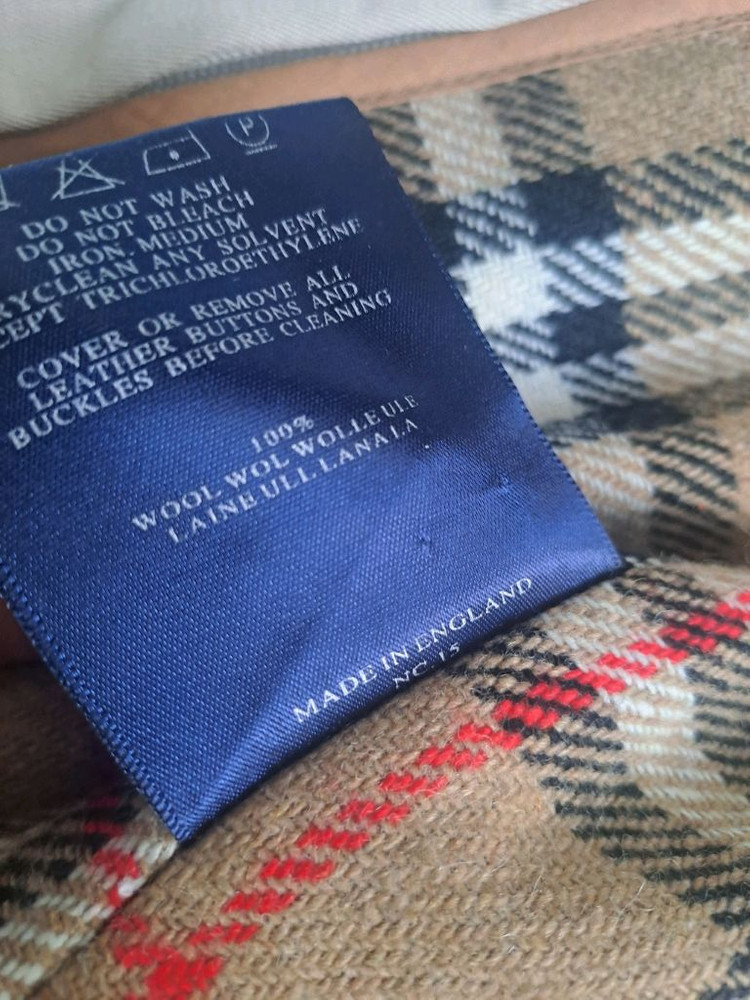 P
DO NOT WASH
DO NOT BLEACH
IRON MEDIUM
RYCLEAN ANY SOLVENT
CEPT TRICHLOROETHYLENE
COVER OR REMOVE ALL
LEATHER BUTTONS AND
BUCKLES BEFORE CLEANING
100%
WOOL WOL WOLLE ULE
LAINE ULL LANA LA
MADE IN ENGLAND
NC 15